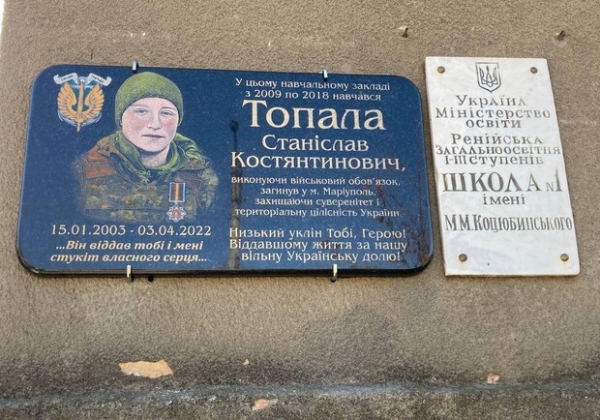 У цьому навчальному закладі
з 2009 по 2018 навчався
Топала
Станіслав
Костянтинович,
виконуючи військовий обов'язок,
загинув у м. Маріуполь,
захищаючи суверенітет і
територіальну цілісність України
Низький уклін Тобі, Герою!
Віддавшому життя за нашу
вільну Українську долю!
15.01.2003 - 03.04.2022
...Він віддав тобі і мені
стукіт власного серця...
Україна
Міністерство
освіти
Ренійська
загальноосвітня
І-ІІІ ступенів
ШКОЛА №1
імені
М.М.Коцюбинського